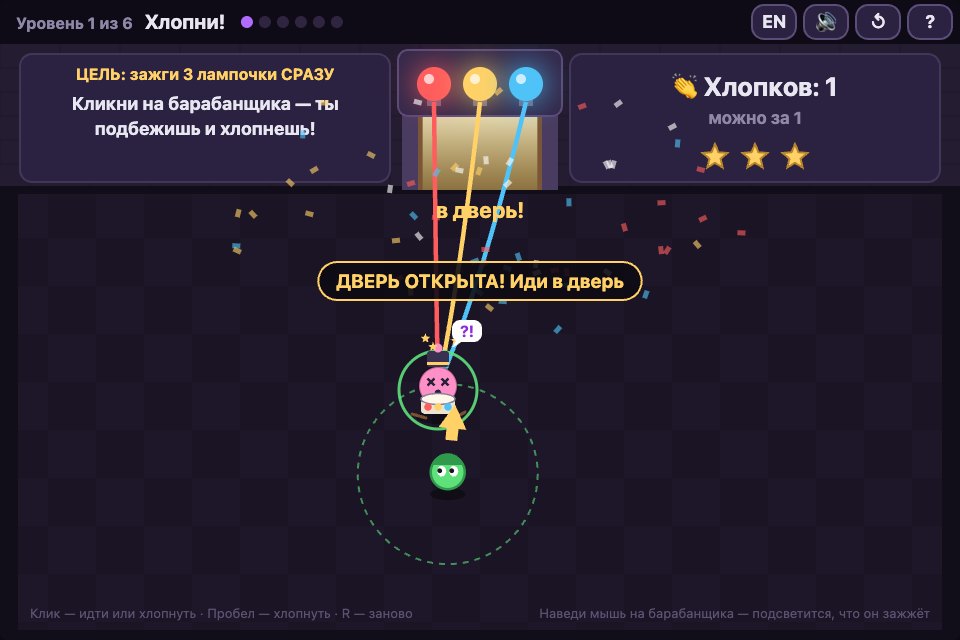 Уровень 1 из 6 Хлопни!
EN
?
ЦЕЛЬ: зажги 3 лампочки СРАЗУ
Кликни на барабанщика — ты
подбежишь и хлопнешь!
Хлопков: 1
можно за 1
в дверь!
ДВЕРЬ ОТКРЫТА! Иди в дверь
?!
Клик — идти или хлопнуть · Пробел — хлопнуть · R — заново
Наведи мышь на барабанщика — подсветится, что он зажжёт